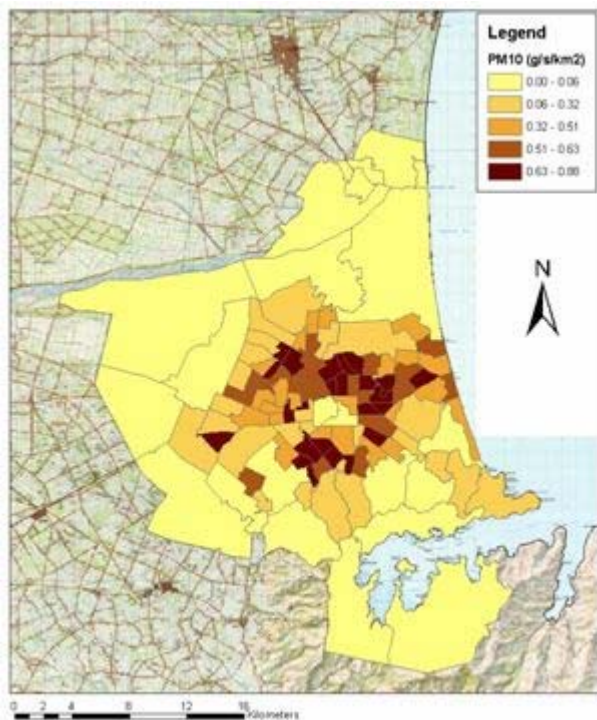 Legend
PM10 (g/s/km2)
0.00 - 0.06
0.06 - 0.32
0.32 - 0.51
0.51 - 0.63
0.63 - 0.88
N
0 2 4 8 12 16
Kilometers